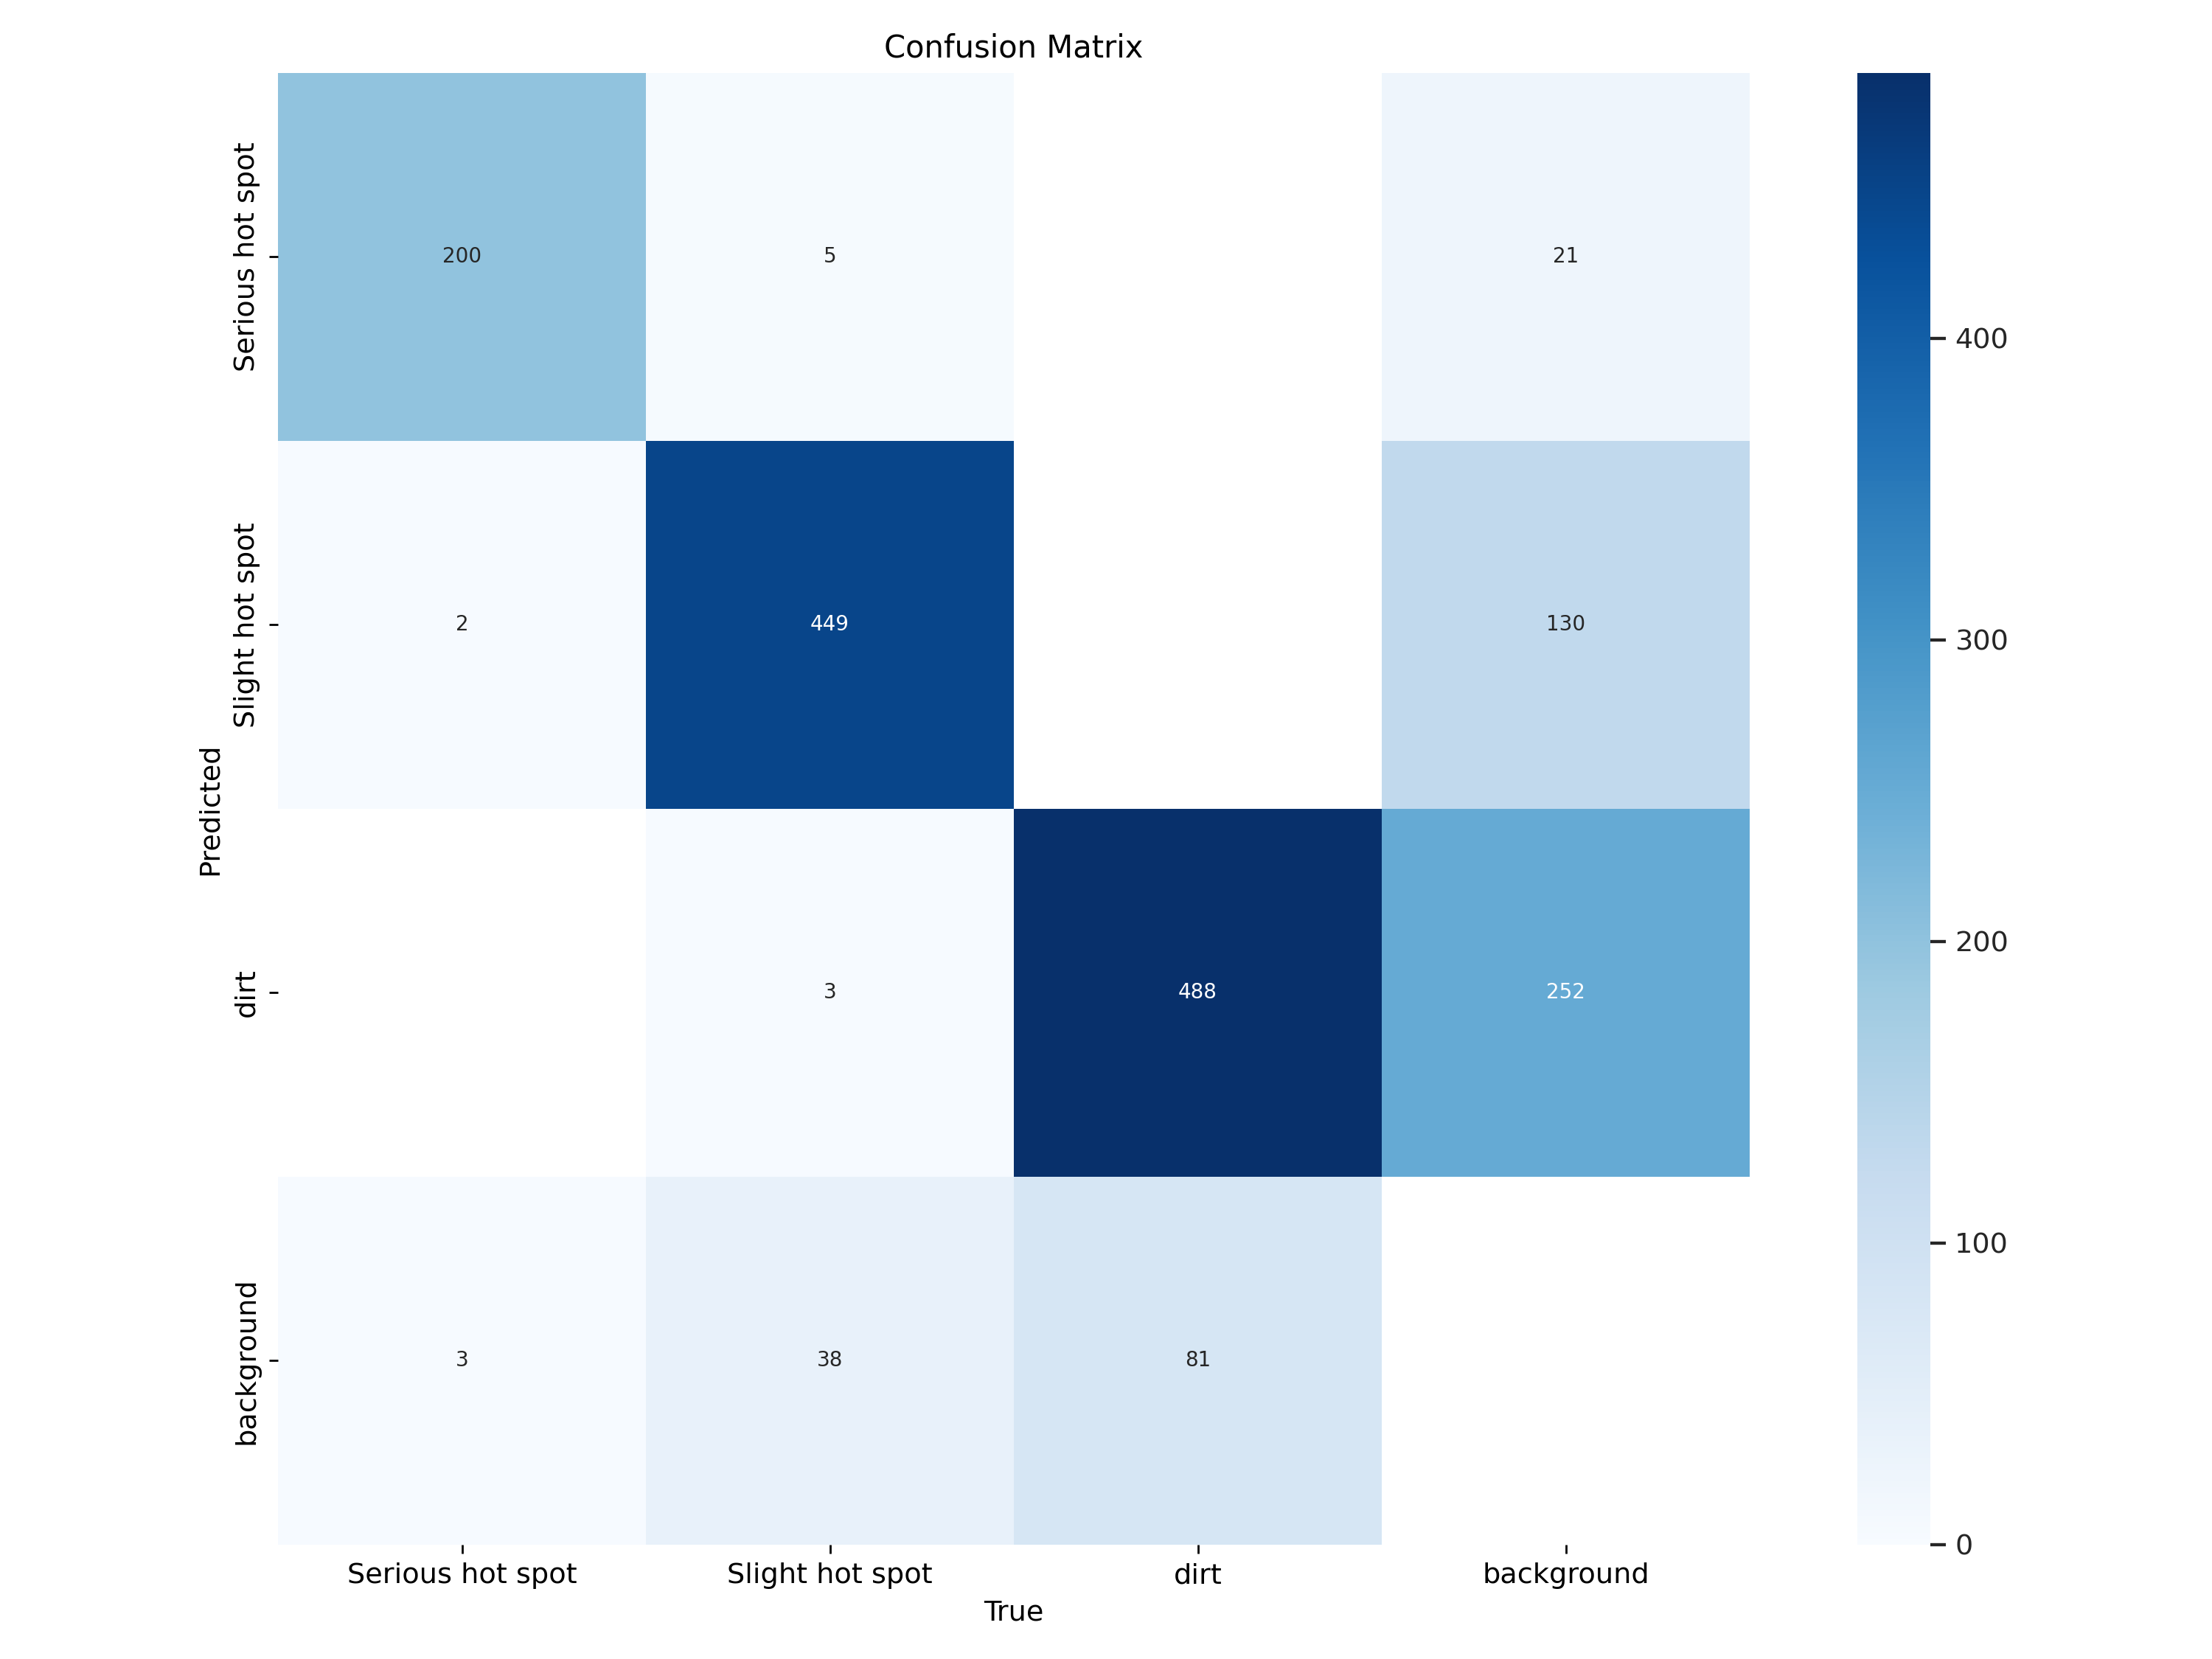 Confusion Matrix
Serious hot spot
200
5
21
400
Slight hot spot
2
449
130
300
Predicted
dirt
3
488
252
200
background
3
38
81
100
0
Serious hot spot
Slight hot spot
dirt
background
True